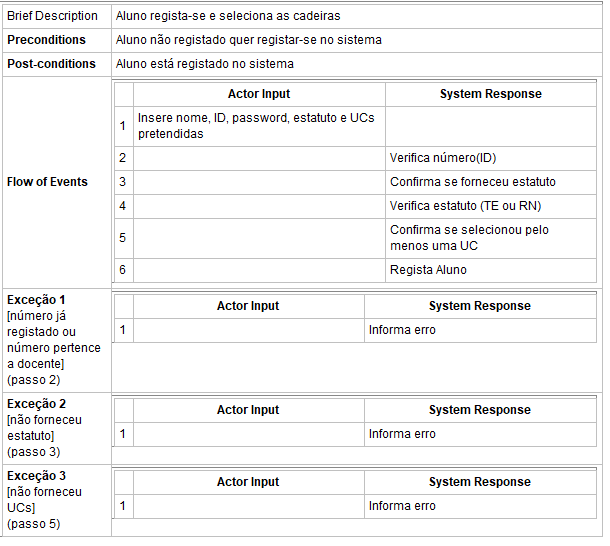 Brief Description Aluno regista-se e seleciona as cadeiras
Preconditions Aluno não registado quer registar-se no sistema
Post-conditions Aluno está registado no sistema
Flow of Events
Actor Input System Response
1 Insere nome, ID, password, estatuto e UCs
pretendidas
2 Verifica número(ID)
3 Confirma se forneceu estatuto
4 Verifica estatuto (TE ou RN)
5 Confirma se selecionou pelo
menos uma UC
6 Regista Aluno
Exceção 1
[número já
registado ou
número pertence
a docente]
(passo 2)
Actor Input System Response
1 Informa erro
Exceção 2
[não forneceu
estatuto]
(passo 3)
Actor Input System Response
1 Informa erro
Exceção 3
[não forneceu
UCs]
(passo 5)
Actor Input System Response
1 Informa erro